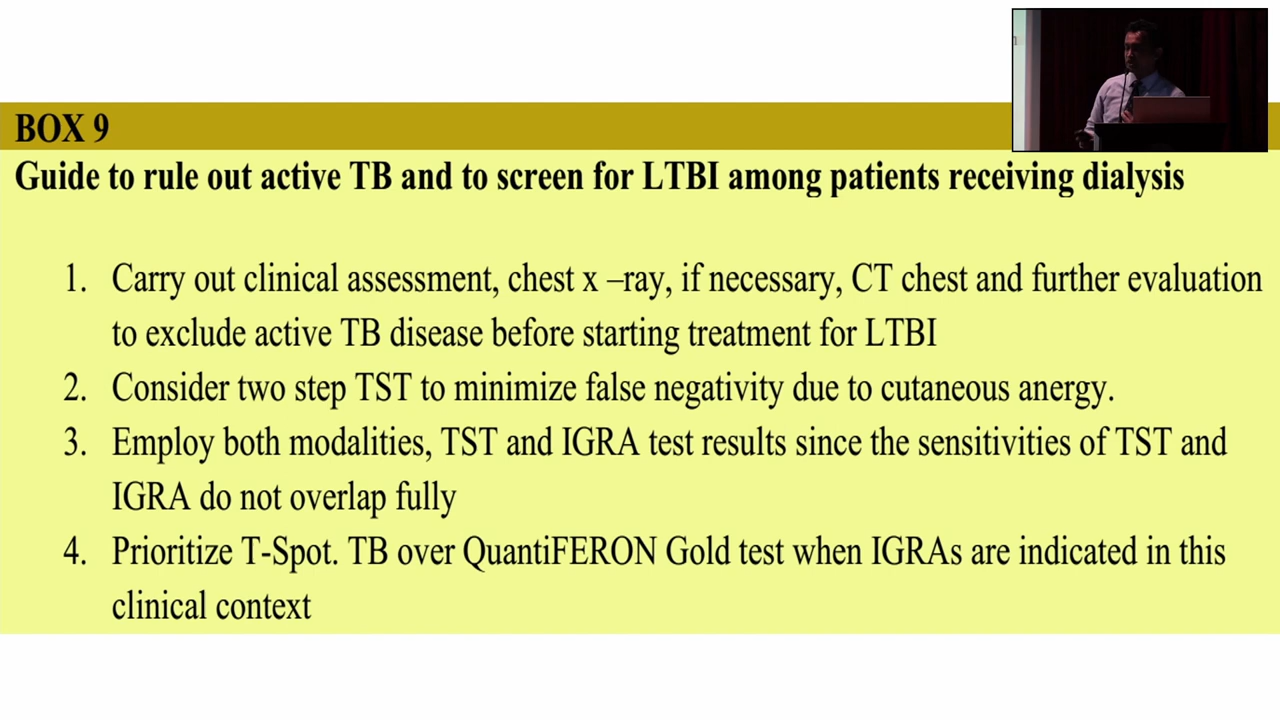 BOX 9
Guide to rule out active TB and to screen for LTBI among patients receiving dialysis
1. Carry out clinical assessment, chest x –ray, if necessary, CT chest and further evaluation
to exclude active TB disease before starting treatment for LTBI
2. Consider two step TST to minimize false negativity due to cutaneous anergy.
3. Employ both modalities, TST and IGRA test results since the sensitivities of TST and
IGRA do not overlap fully
4. Prioritize T-Spot. TB over QuantiFERON Gold test when IGRAs are indicated in this
clinical context